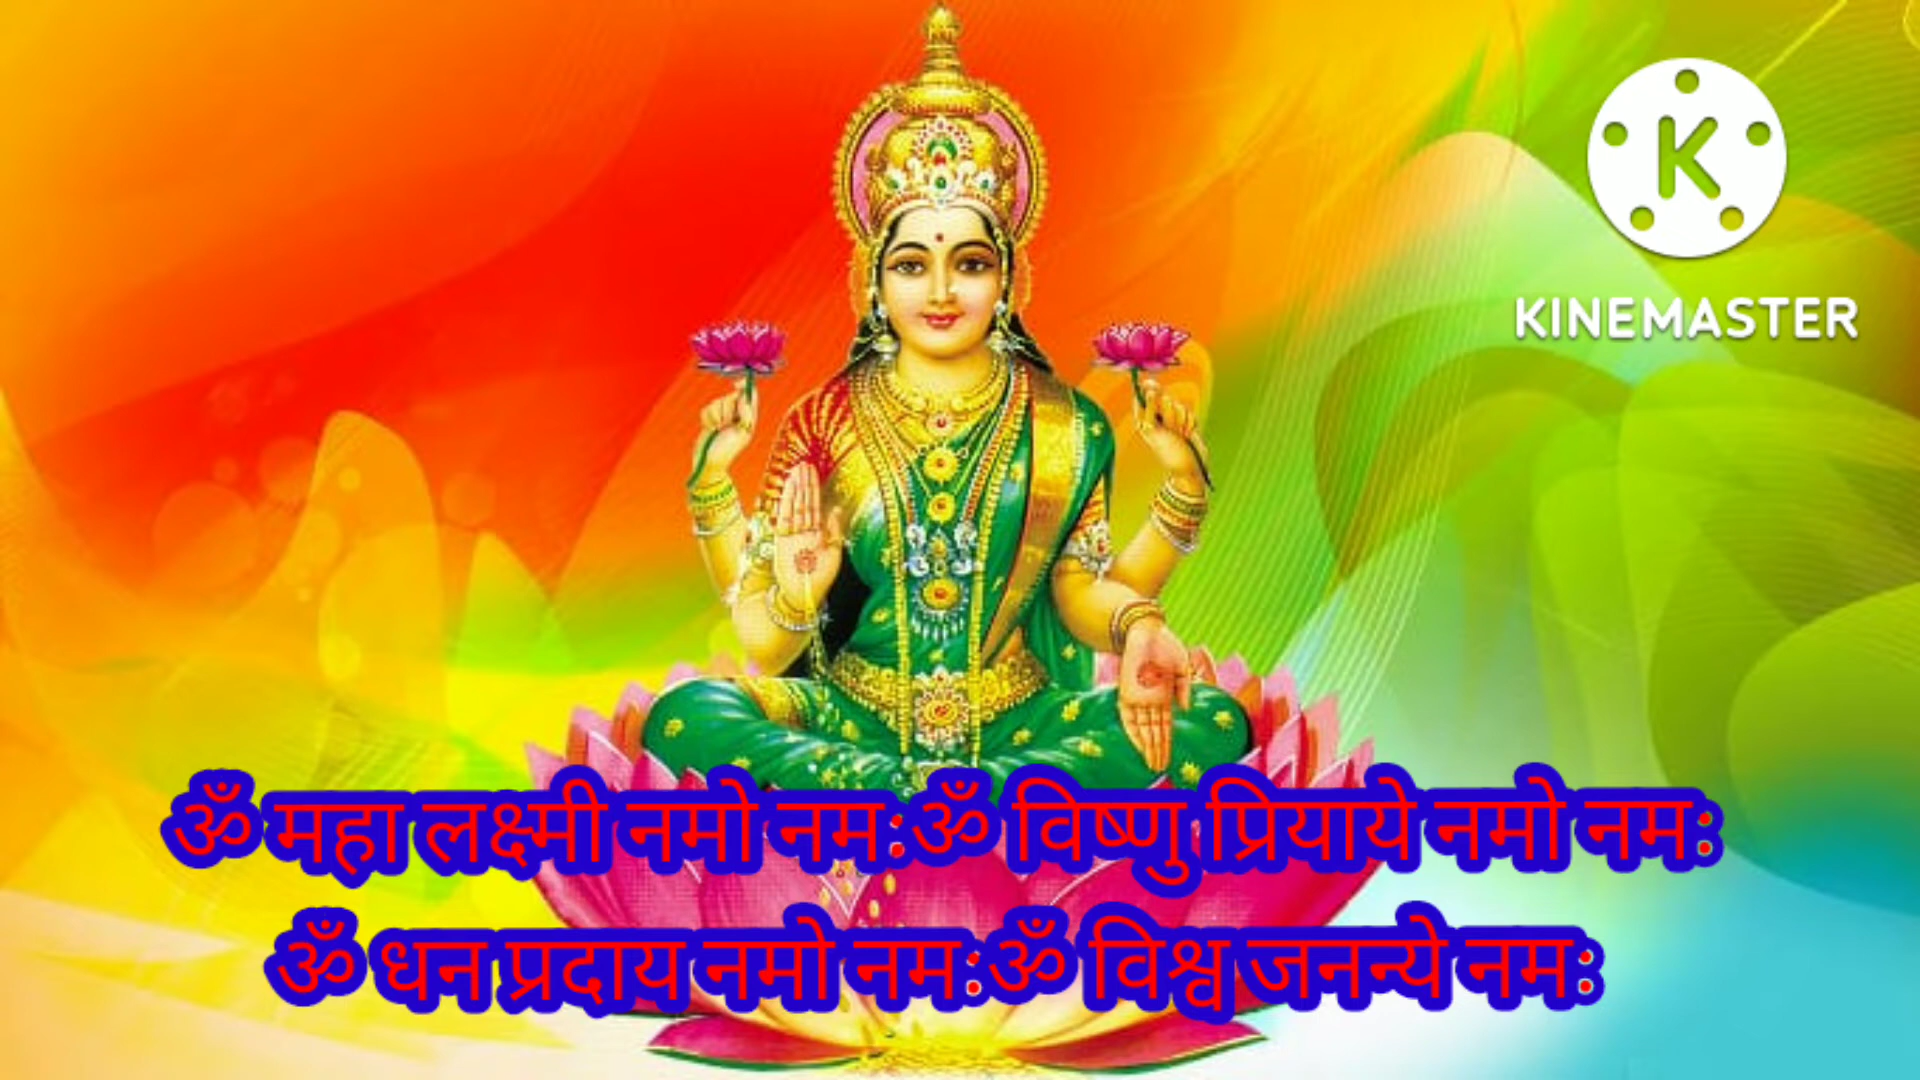 KINEMASTER
ॐ महा लक्ष्मी नमो नम:ॐ विष्णु प्रियाये नमो नम:
ॐ धन प्रदाय नमो नम:ॐ विश्व जनन्ये नम: